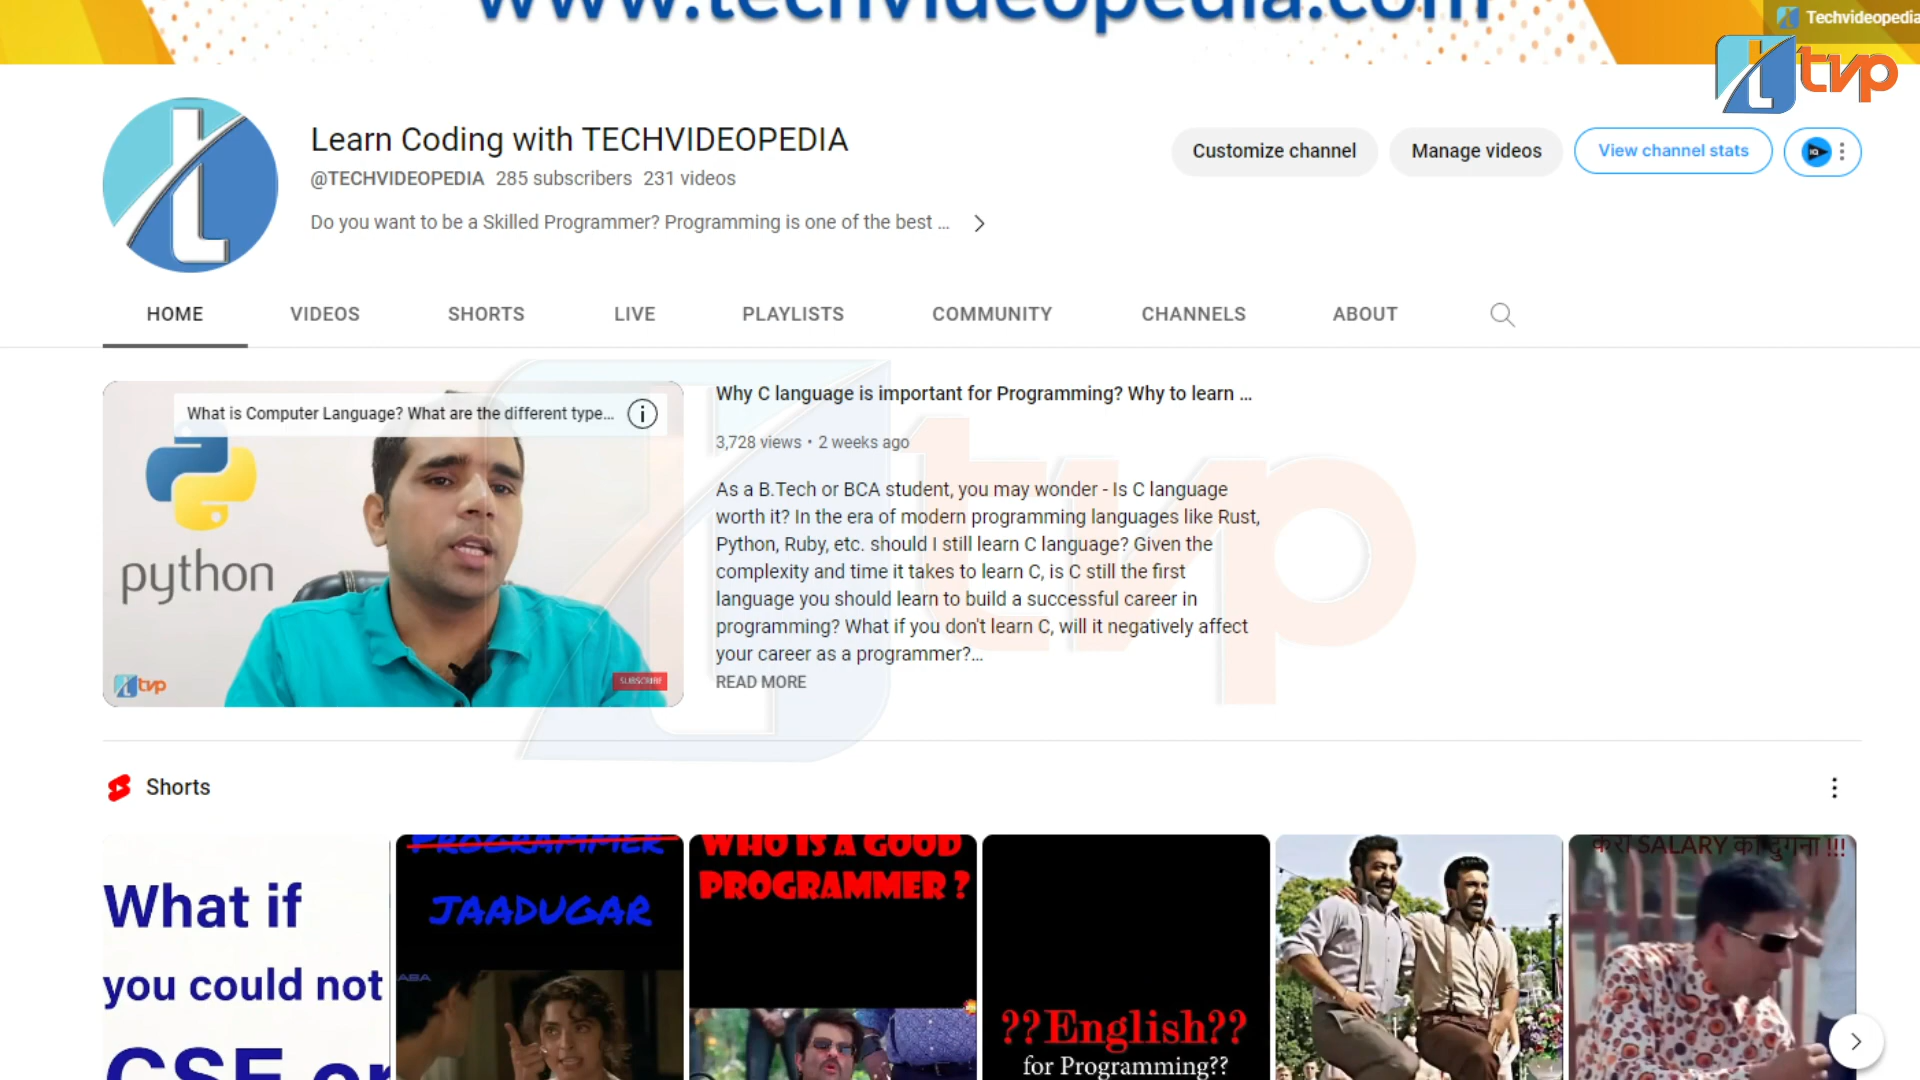 www.techvideopedia.com
Techvideopedia
tvp
Learn Coding with TECHVIDEOPEDIA
@TECHVIDEOPEDIA 285 subscribers 231 videos
Do you want to be a Skilled Programmer? Programming is one of the best ...
Customize channel
Manage videos
View channel stats
HOME
VIDEOS
SHORTS
LIVE
PLAYLISTS
COMMUNITY
CHANNELS
ABOUT
What is Computer Language? What are the different type...
python
tvp
SUBSCRIBE
Why C language is important for Programming? Why to learn ...
3,728 views • 2 weeks ago
As a B.Tech or BCA student, you may wonder - Is C language
worth it? In the era of modern programming languages like Rust,
Python, Ruby, etc. should I still learn C language? Given the
complexity and time it takes to learn C, is C still the first
language you should learn to build a successful career in
programming? What if you don't learn C, will it negatively affect
your career as a programmer?...
READ MORE
tvp
Shorts
What if
you could not
CSE or
PROGRAMMER
JAADUGAR
WHO IS A GOOD
PROGRAMMER ?
??English??
for Programming??
करो SALARY का दुगना !!!